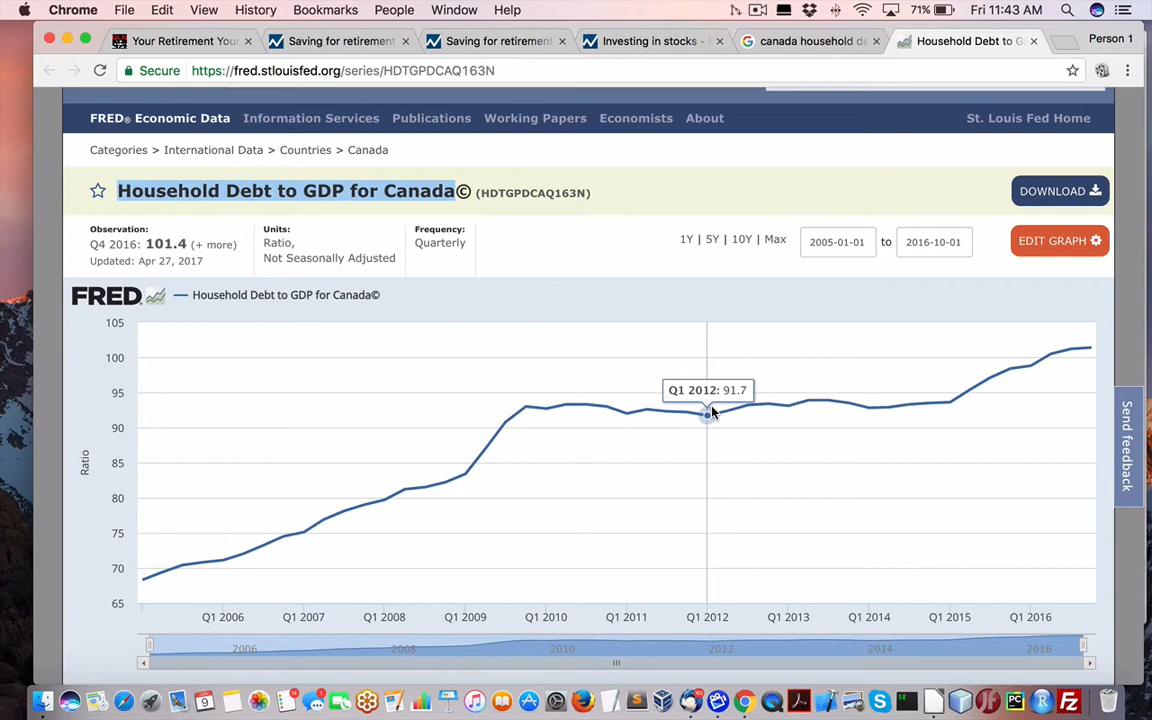 Chrome File Edit View History Bookmarks People Window Help 71% Fri 11:43 AM
Your Retirement You Saving for retirement Saving for retirement Investing in stocks - canada household de Household Debt to G Person 1
Secure https://fred.stlouisfed.org/series/HDTGPDCAQ163N
FRED® Economic Data Information Services Publications Working Papers Economists About St. Louis Fed Home
Categories > International Data > Countries > Canada
Household Debt to GDP for Canada© (HDTGPDCAQ163N) DOWNLOAD
Observation: Units: Frequency:
Q4 2016: 101.4 (+ more) Ratio, Quarterly 1Y | 5Y | 10Y | Max 2005-01-01 to 2016-10-01 EDIT GRAPH
Updated: Apr 27, 2017 Not Seasonally Adjusted
FRED Household Debt to GDP for Canada©
105
100
95
90
85
80
75
70
65
Ratio
Q1 2012: 91.7
Send feedback
Q1 2006 Q1 2007 Q1 2008 Q1 2009 Q1 2010 Q1 2011 Q1 2012 Q1 2013 Q1 2014 Q1 2015 Q1 2016
2006 2008 2010 2012 2014 2016